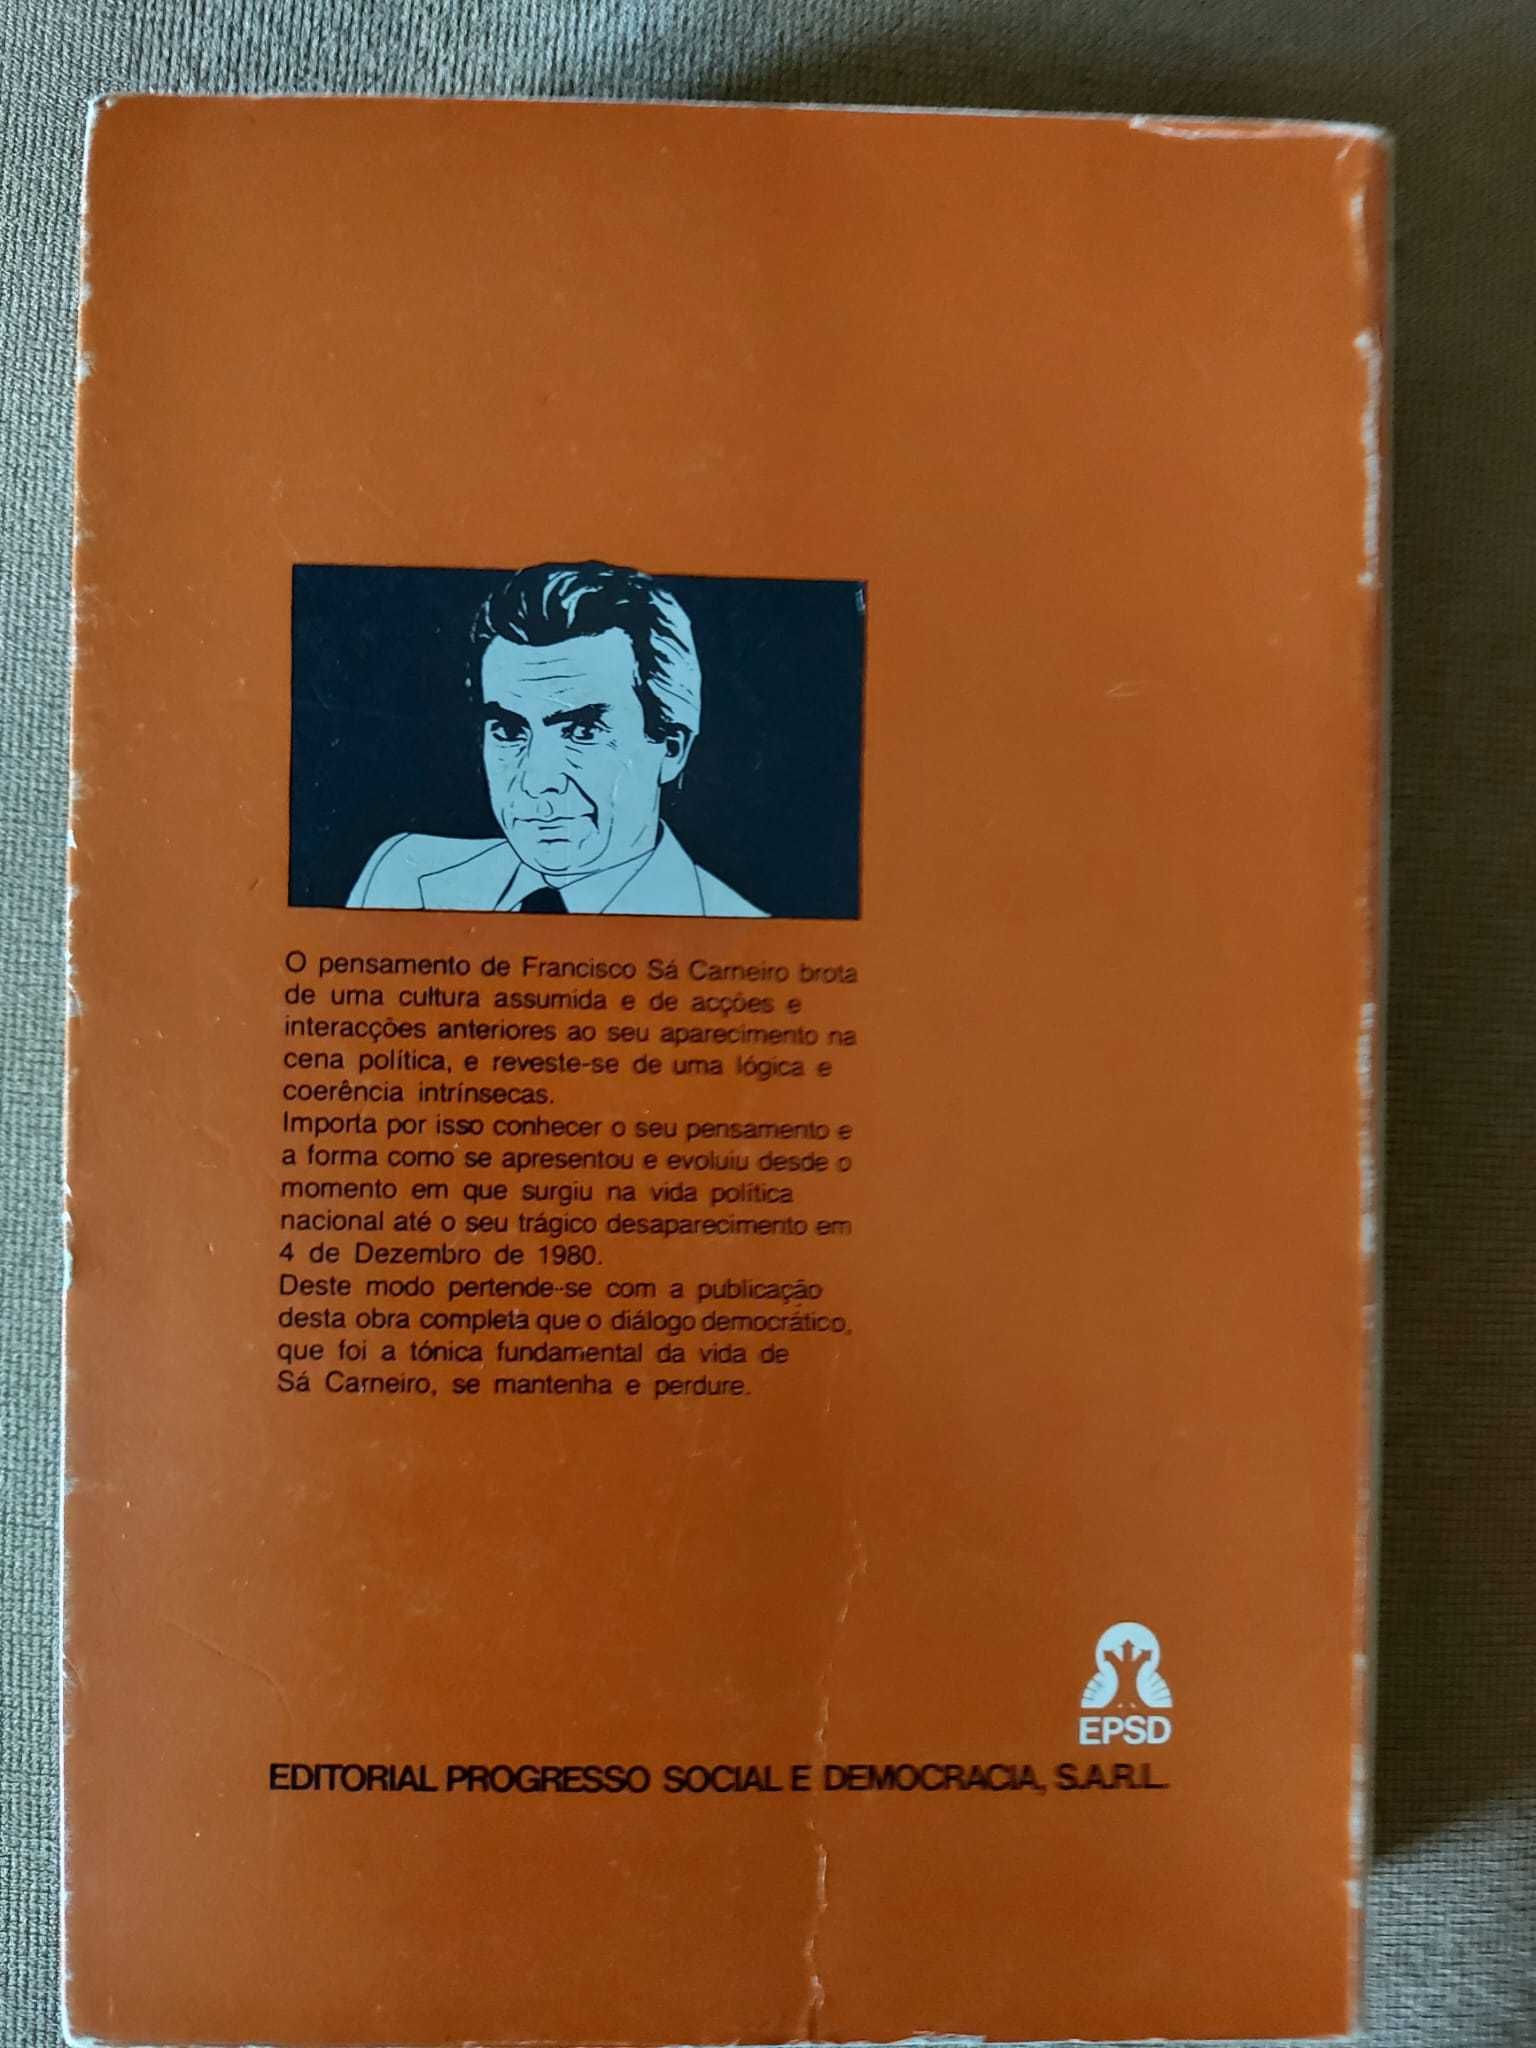 O pensamento de Francisco Sá Carneiro brota
de uma cultura assumida e de acções e
interacções anteriores ao seu aparecimento na
cena política, e reveste-se de uma lógica e
coerência intrínsecas.
Importa por isso conhecer o seu pensamento e
a forma como se apresentou e evoluiu desde o
momento em que surgiu na vida política
nacional até o seu trágico desaparecimento em
4 de Dezembro de 1980.
Deste modo pertende-se com a publicação
desta obra completa que o diálogo democrático,
que foi a tónica fundamental da vida de
Sá Carneiro, se mantenha e perdure.
EPSD
EDITORIAL PROGRESSO SOCIAL E DEMOCRACIA, S.A.R.L.